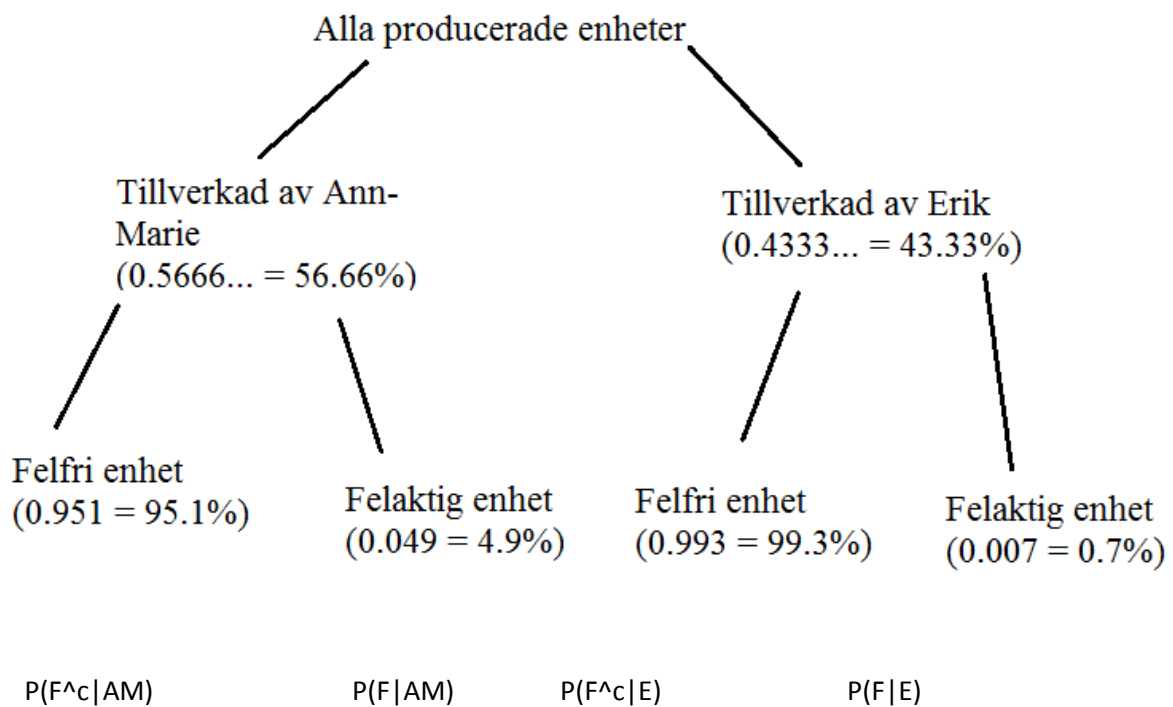 Alla producerade enheter
Tillverkad av Ann-
Marie
(0.5666... = 56.66%)
Tillverkad av Erik
(0.4333... = 43.33%)
Felfri enhet
(0.951 = 95.1%)
Felaktig enhet
(0.049 = 4.9%)
Felfri enhet
(0.993 = 99.3%)
Felaktig enhet
(0.007 = 0.7%)
P(F^c|AM) P(F|AM) P(F^c|E) P(F|E)